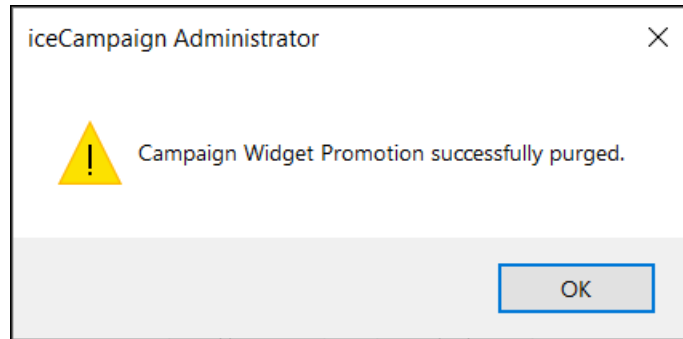 iceCampaign Administrator
Campaign Widget Promotion successfully purged.
OK